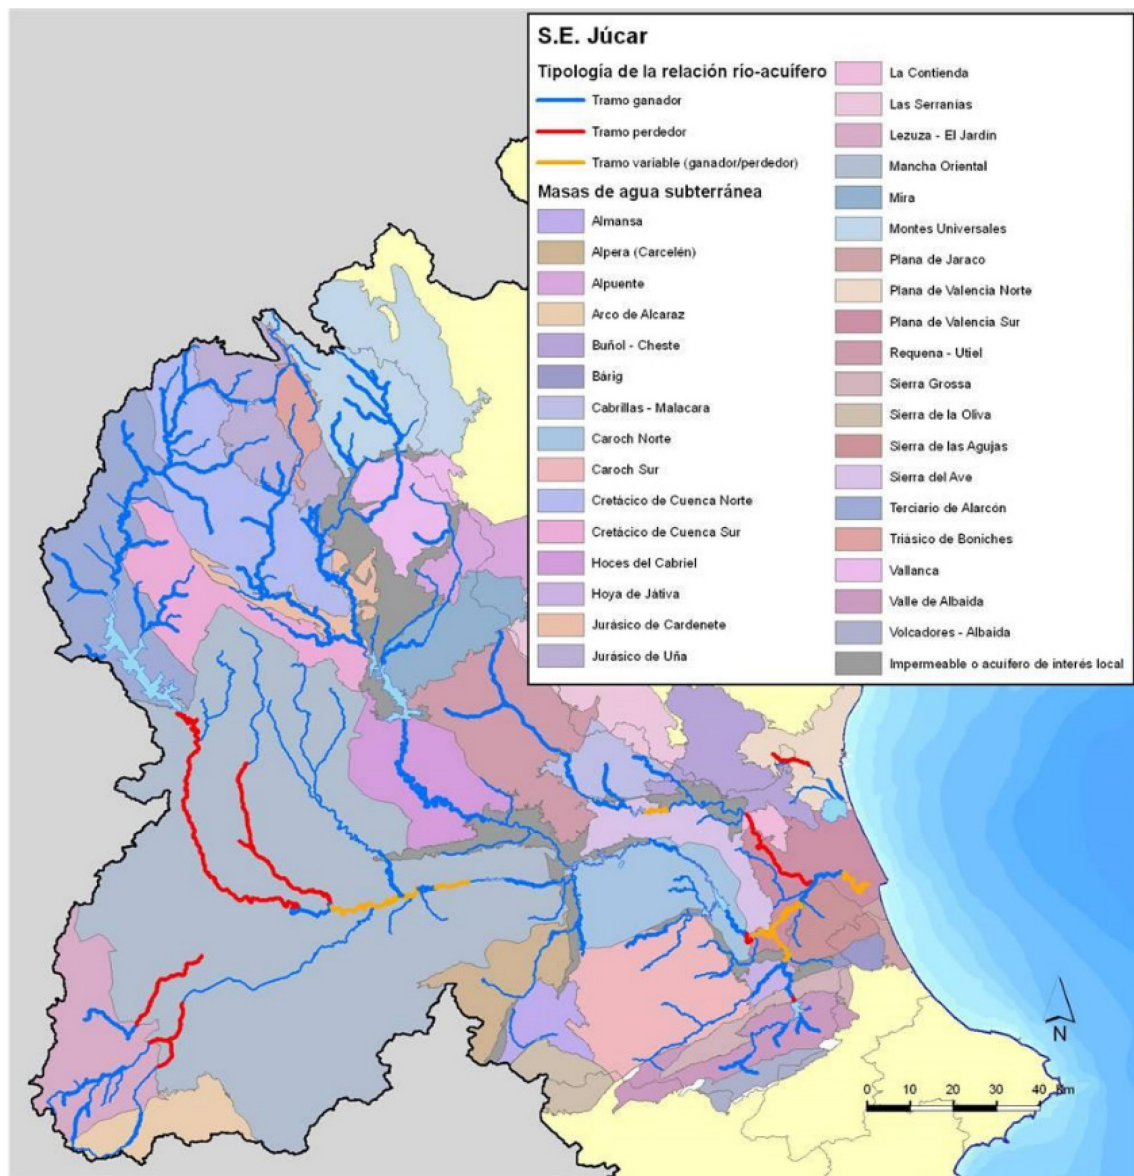 S.E. Júcar
Tipología de la relación río-acuífero
Tramo ganador
Tramo perdedor
Tramo variable (ganador/perdedor)
Masas de agua subterránea
Almansa
Alpera (Carcelén)
Alpuente
Arco de Alcaraz
Buñol - Cheste
Bárig
Cabrillas - Malacara
Caroch Norte
Caroch Sur
Cretácico de Cuenca Norte
Cretácico de Cuenca Sur
Hoces del Cabriel
Hoya de Játiva
Jurásico de Cardenete
Jurásico de Uña
La Contienda
Las Serranías
Lezuza - El Jardín
Mancha Oriental
Mira
Montes Universales
Plana de Jaraco
Plana de Valencia Norte
Plana de Valencia Sur
Requena - Utiel
Sierra Grossa
Sierra de la Oliva
Sierra de las Agujas
Sierra del Ave
Terciario de Alarcón
Triásico de Boniches
Vallanca
Valle de Albaida
Volcadores - Albaida
Impermeable o acuífero de interés local
N
0 10 20 30 40 Km